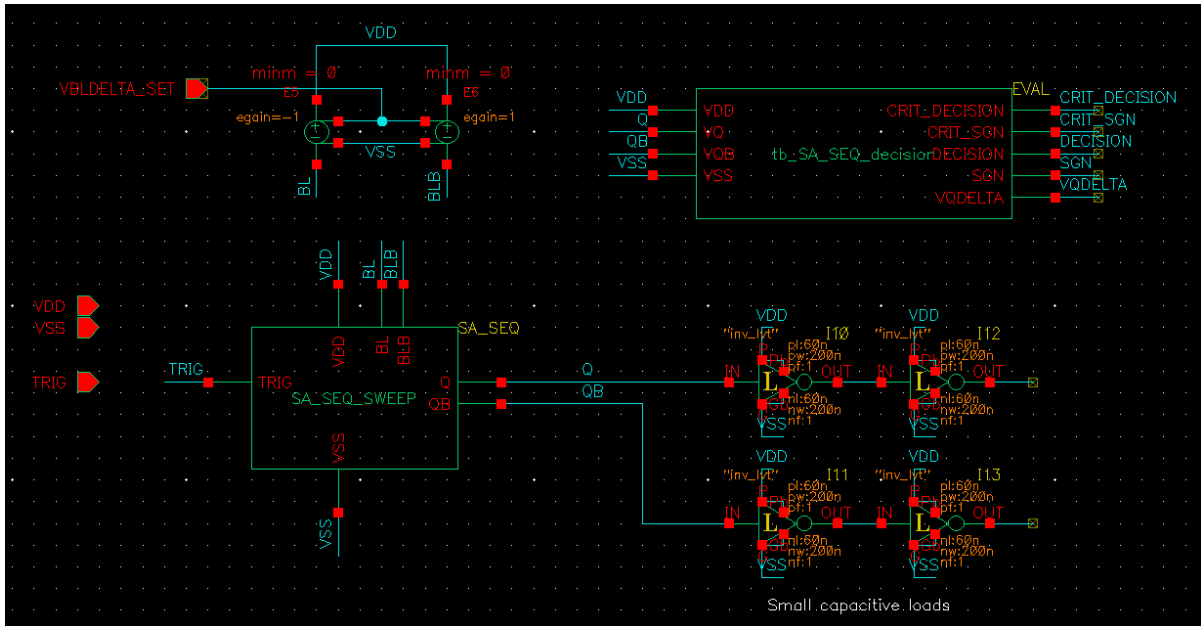 VDD
minm = 0
minm = 0
VBLDELTA_SET
E5
E6
egain=-1
egain=1
VSS
BL
BLB
EVAL
VDD
VDD
CRIT_DECISION
CRIT_DECISION
Q
VQ
CRIT_SGN
CRIT_SGN
QB
VQB
tb_SA_SEQ_decision
DECISION
DECISION
VSS
VSS
SGN
SGN
VQDELTA
VQDELTA
VDD
BL
BLB
VDD
VSS
SA_SEQ
VDD
BL
BLB
TRIG
TRIG
TRIG
SA_SEQ_SWEEP
Q
QB
VSS
VSS
Q
QB
VDD
VDD
"inv_lyt"
I10
"inv_lyt"
I12
pl:60n
pw:200n
pf:1
pl:60n
pw:200n
pf:1
IN
L
OUT
IN
L
OUT
nl:60n
nw:200n
nf:1
nl:60n
nw:200n
nf:1
VSS
VSS
VDD
VDD
"inv_lyt"
I11
"inv_lyt"
I13
pl:60n
pw:200n
pf:1
pl:60n
pw:200n
pf:1
IN
L
OUT
IN
L
OUT
nl:60n
nw:200n
nf:1
nl:60n
nw:200n
nf:1
VSS
VSS
Small capacitive loads